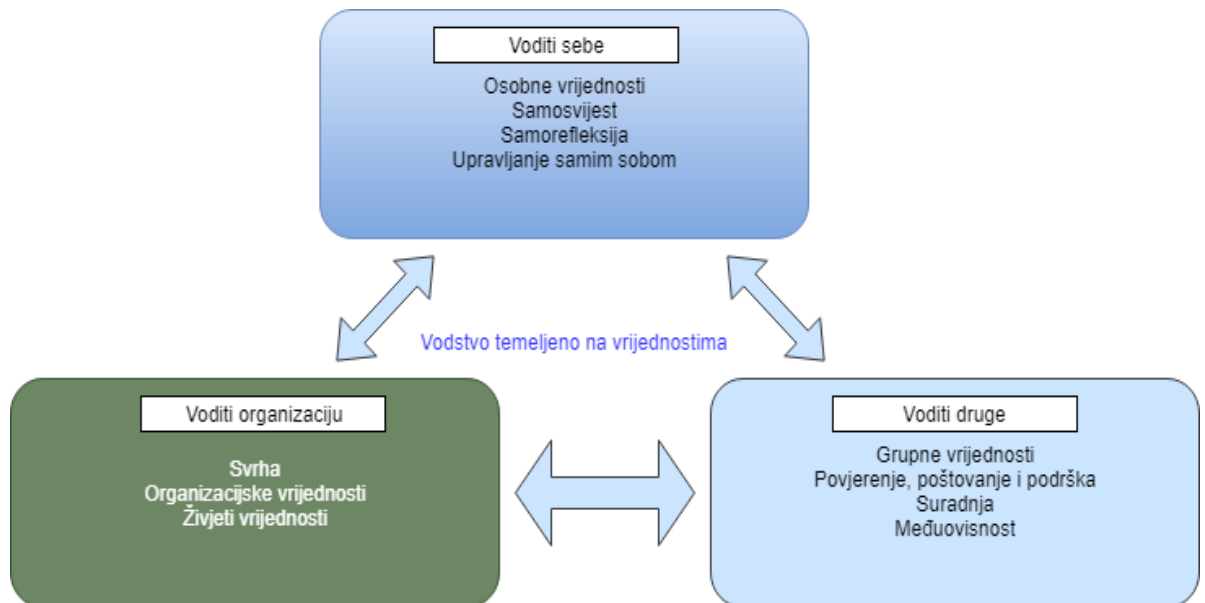 Voditi sebe
Osobne vrijednosti
Samosvijest
Samorefleksija
Upravljanje samim sobom
Vodstvo temeljeno na vrijednostima
Voditi organizaciju
Svrha
Organizacijske vrijednosti
Živjeti vrijednosti
Voditi druge
Grupne vrijednosti
Povjerenje, poštovanje i podrška
Suradnja
Međuovisnost